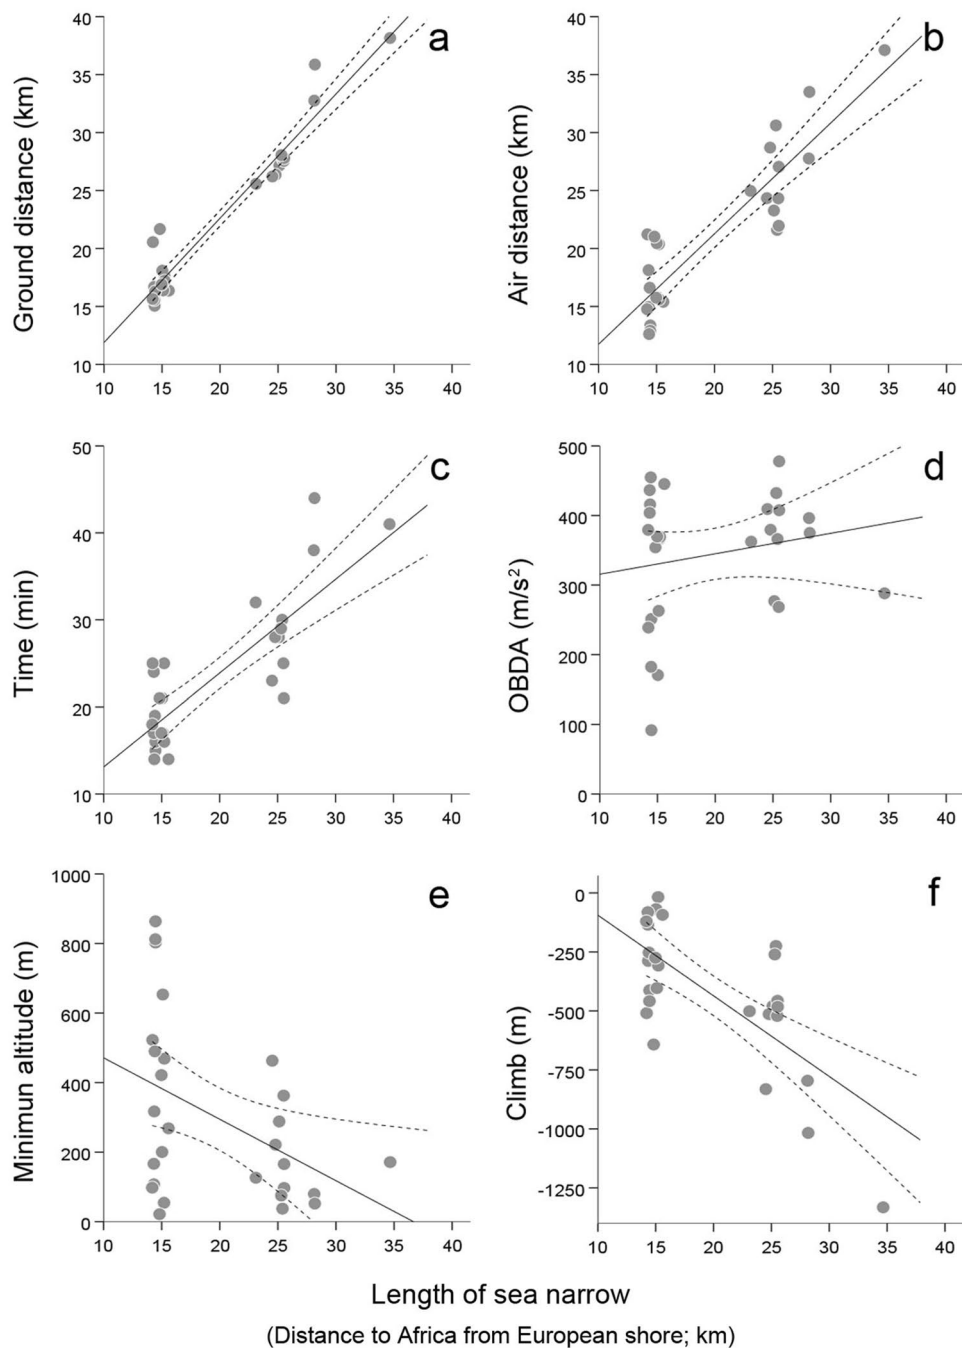 a
Ground distance (km)
40
35
30
25
20
15
10
10 15 20 25 30 35 40
b
Air distance (km)
40
35
30
25
20
15
10
10 15 20 25 30 35 40
c
Time (min)
50
40
30
20
10
10 15 20 25 30 35 40
d
OBDA (m/s²)
500
400
300
200
100
0
10 15 20 25 30 35 40
e
Minimun altitude (m)
1000
800
600
400
200
0
10 15 20 25 30 35 40
f
Climb (m)
0
-250
-500
-750
-1000
-1250
10 15 20 25 30 35 40
Length of sea narrow
(Distance to Africa from European shore; km)